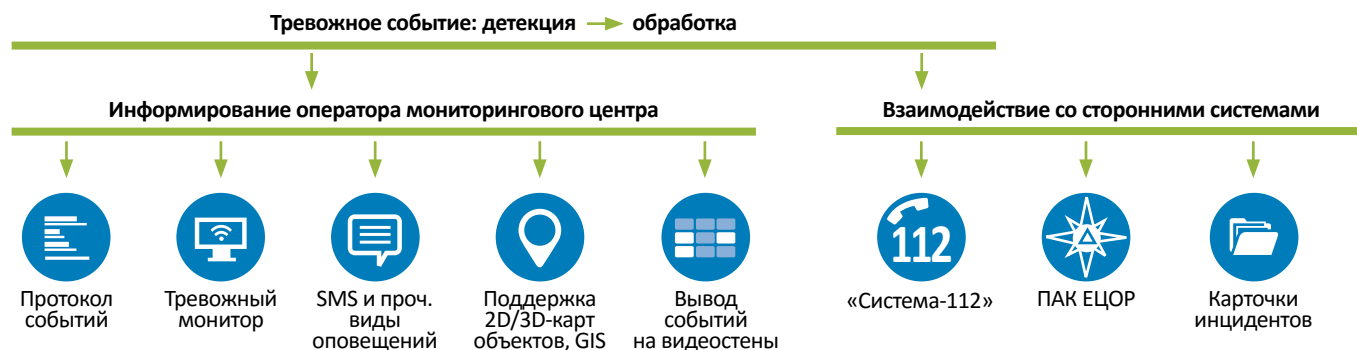 Тревожное событие: детекция → обработка
Информирование оператора мониторингового центра
Взаимодействие со сторонними системами
Протокол
событий
Тревожный
монитор
SMS и проч.
виды
оповещений
Поддержка
2D/3D-карт
объектов, GIS
Вывод
событий
на видеостены
112
«Система-112»
ПАК ЕЦОР
Карточки
инцидентов